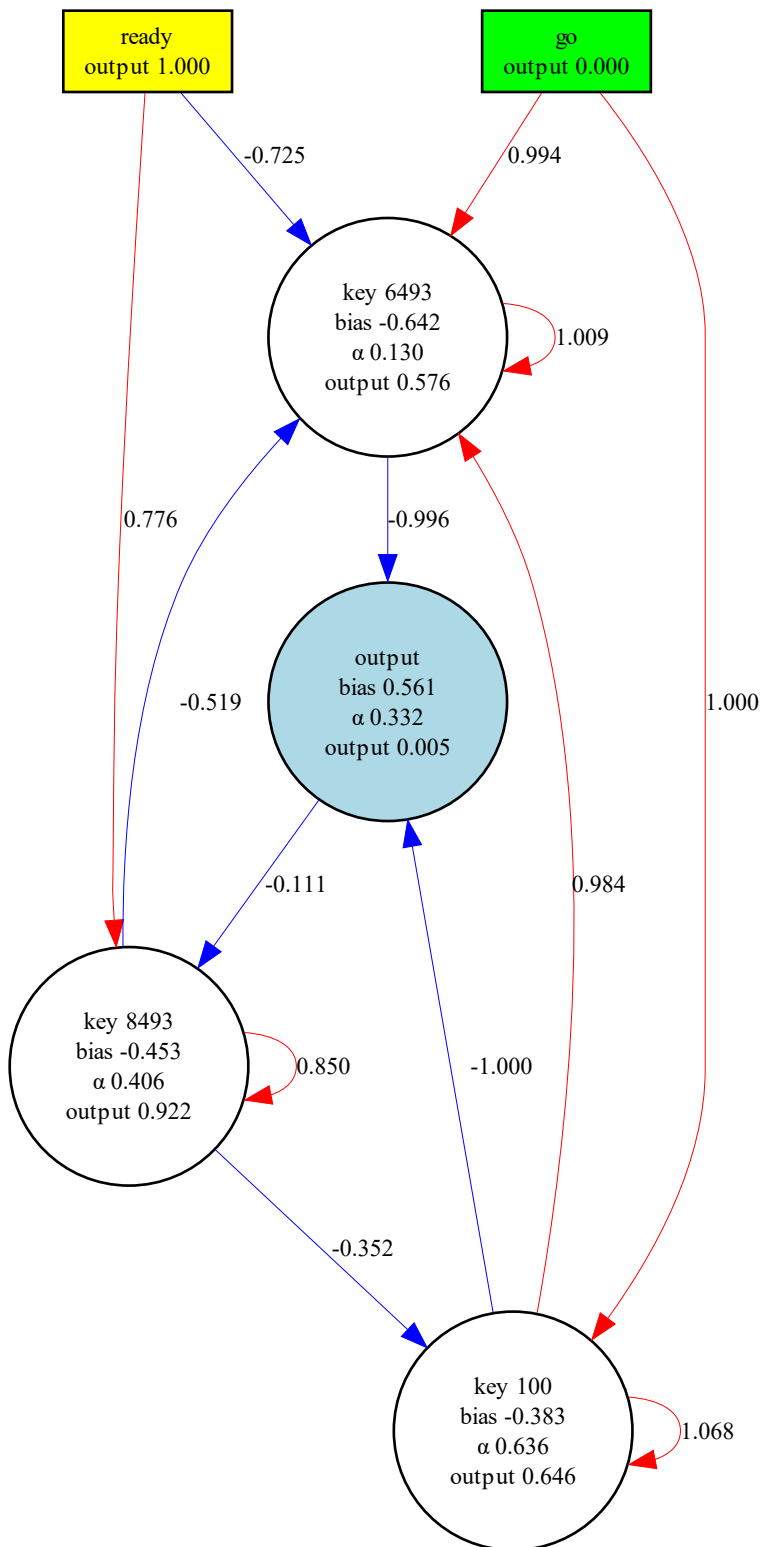 ready
output 1.000
go
output 0.000
-0.725
0.994
key 6493
bias -0.642
α 0.130
output 0.576
1.009
0.776
-0.996
-0.519
output
bias 0.561
α 0.332
output 0.005
1.000
-0.111
0.984
key 8493
bias -0.453
α 0.406
output 0.922
0.850
-1.000
-0.352
key 100
bias -0.383
α 0.636
output 0.646
1.068